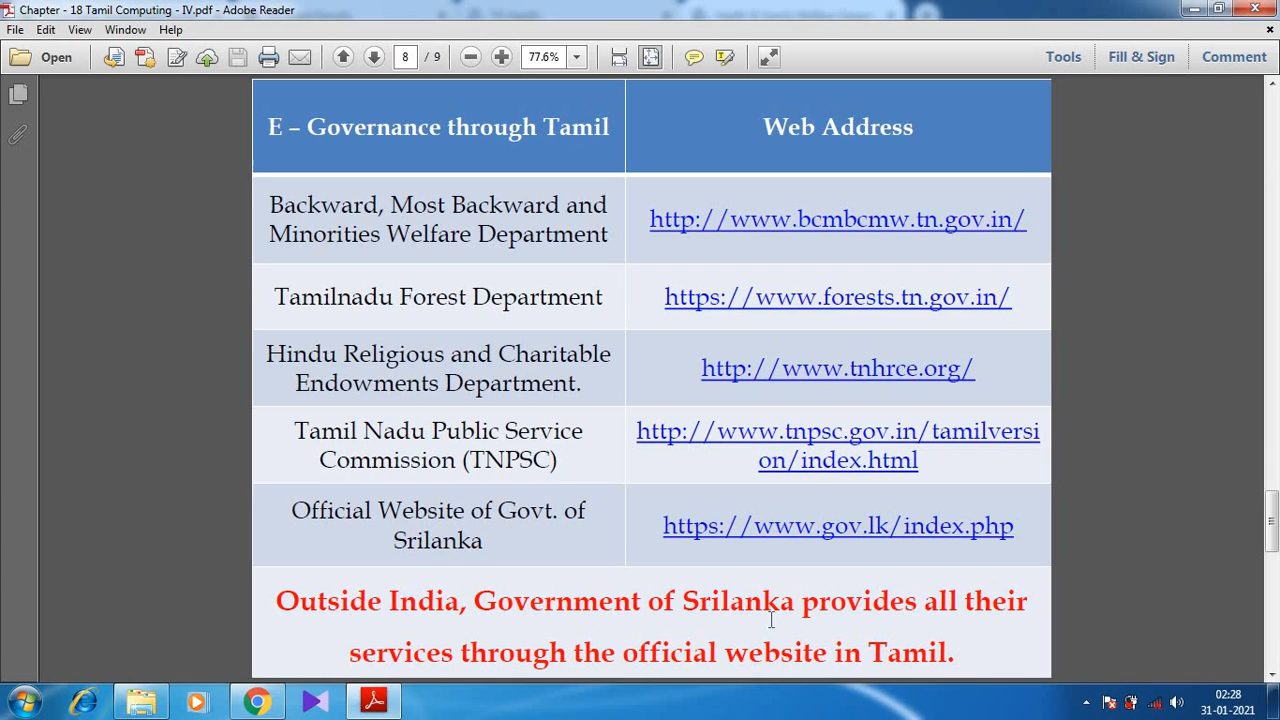 Chapter - 18 Tamil Computing - IV.pdf - Adobe Reader
File Edit View Window Help
Open 8 / 9 77.6% Tools Fill & Sign Comment
E – Governance through Tamil
Web Address
Backward, Most Backward and
Minorities Welfare Department
http://www.bcmbcmw.tn.gov.in/
Tamilnadu Forest Department
https://www.forests.tn.gov.in/
Hindu Religious and Charitable
Endowments Department.
http://www.tnhrce.org/
Tamil Nadu Public Service
Commission (TNPSC)
http://www.tnpsc.gov.in/tamilversi
on/index.html
Official Website of Govt. of
Srilanka
https://www.gov.lk/index.php
Outside India, Government of Srilanka provides all their
services through the official website in Tamil.
02:28
31-01-2021